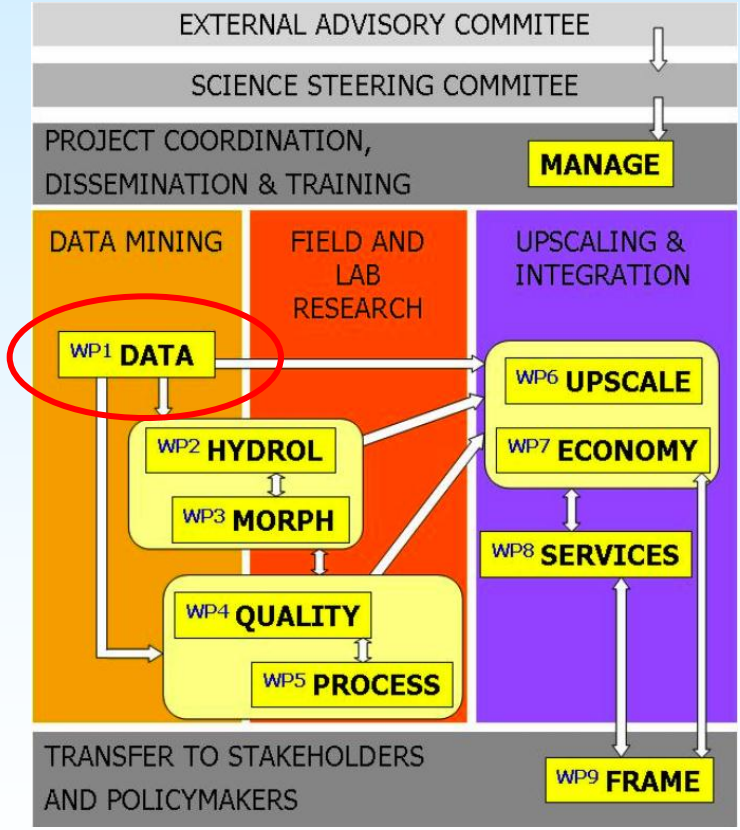 EXTERNAL ADVISORY COMMITEE
SCIENCE STEERING COMMITEE
PROJECT COORDINATION,
DISSEMINATION & TRAINING
MANAGE
DATA MINING
FIELD AND
LAB
RESEARCH
UPSCALING &
INTEGRATION
WP1 DATA
WP6 UPSCALE
WP2 HYDROL
WP7 ECONOMY
WP3 MORPH
WP8 SERVICES
WP4 QUALITY
WP5 PROCESS
TRANSFER TO STAKEHOLDERS
AND POLICYMAKERS
WP9 FRAME